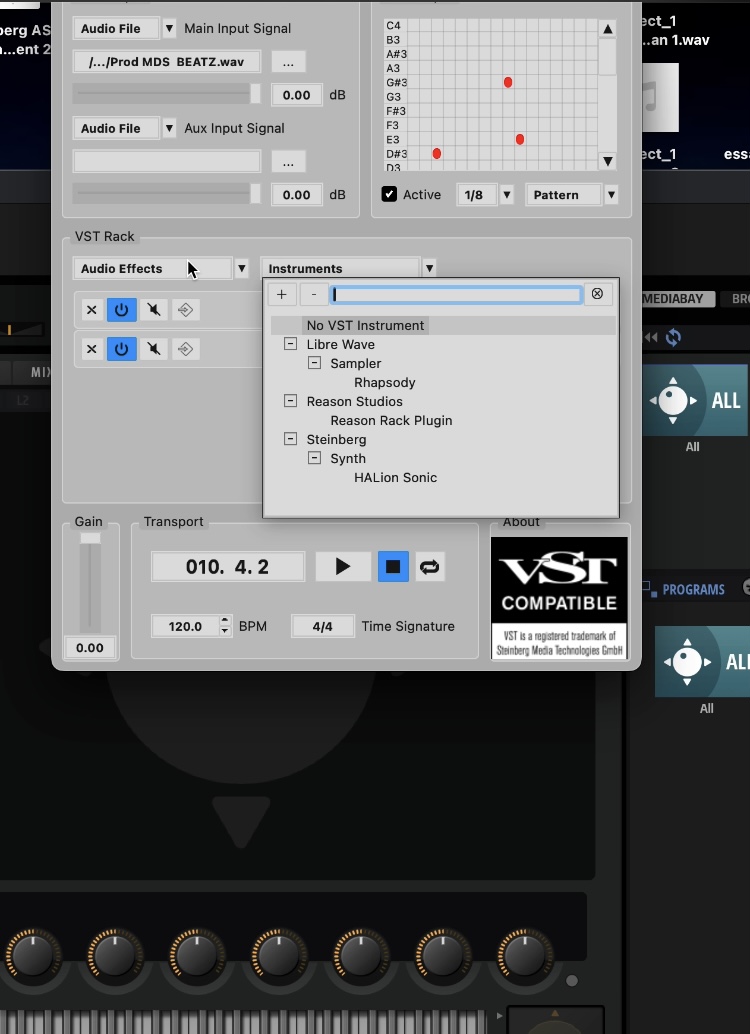 berg AS
...ent 2
Audio File
Main Input Signal
/.../Prod MDS  BEATZ.wav
...
0.00
dB
Audio File
Aux Input Signal
...
0.00
dB
C4
B3
A#3
A3
G#3
G3
F#3
F3
E3
D#3
D3
Active
1/8
Pattern
ect_1
...an 1.wav
ect_1
ess
VST Rack
Audio Effects
Instruments
+
-
No VST Instrument
Libre Wave
Sampler
Rhapsody
Reason Studios
Reason Rack Plugin
Steinberg
Synth
HALion Sonic
MEDIABAY
BRO
MIX
L2
ALL
All
Gain
0.00
Transport
010. 4. 2
120.0
BPM
4/4
Time Signature
About
VST
COMPATIBLE
VST is a registered trademark of
Steinberg Media Technologies GmbH
PROGRAMS
ALL
All